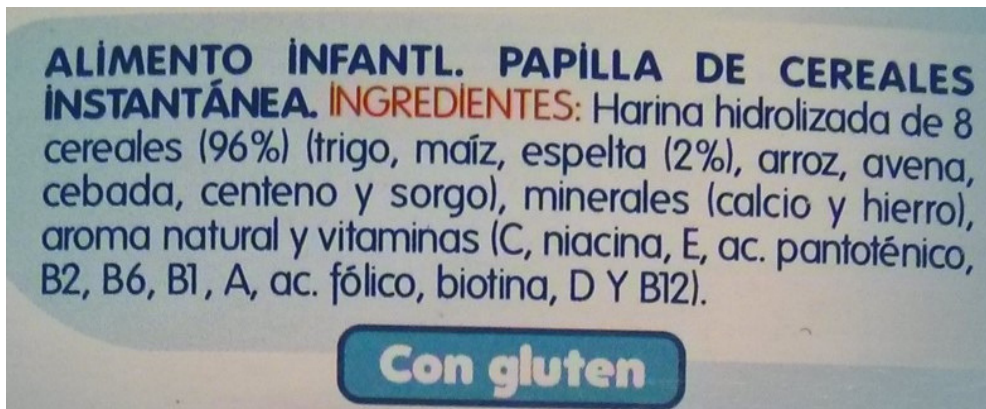 ALIMENTO INFANTL. PAPILLA DE CEREALES
INSTANTÁNEA. INGREDIENTES: Harina hidrolizada de 8
cereales (96%) (trigo, maíz, espelta (2%), arroz, avena,
cebada, centeno y sorgo), minerales (calcio y hierro),
aroma natural y vitaminas (C, niacina, E, ac. pantoténico,
B2, B6, B1, A, ac. fólico, biotina, D Y B12).
Con gluten